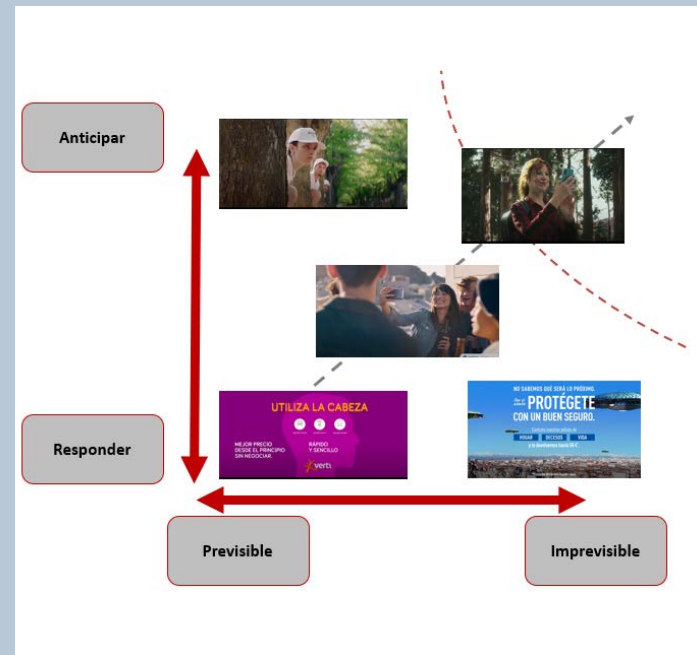 Anticipar
UTILIZA LA CABEZA
MEJOR PRECIO
DESDE EL PRINCIPIO
SIN NEGOCIAR.
RÁPIDO
Y SENCILLO
verti
NO SABEMOS QUÉ SERÁ LO PRÓXIMO.
PROTÉGETE
CON UN BUEN SEGURO.
HOGAR
DECESOS
VIDA
Responder
Previsible
Imprevisible